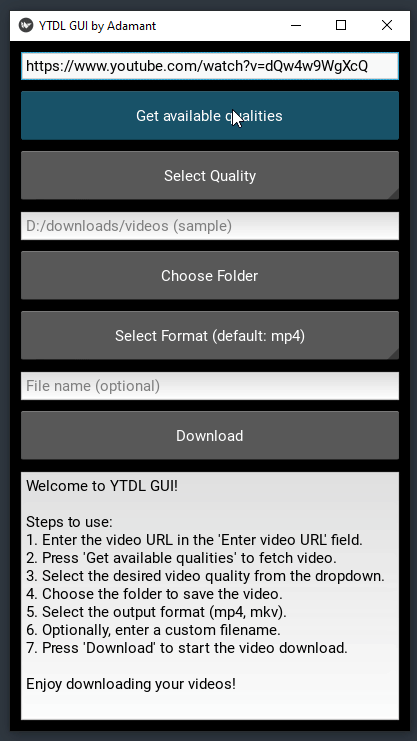 YTDL GUI by Adamant
https://www.youtube.com/watch?v=dQw4w9WgXcQ
Get available qualities
Select Quality
D:/downloads/videos (sample)
Choose Folder
Select Format (default: mp4)
File name (optional)
Download
Welcome to YTDL GUI!
Steps to use:
1. Enter the video URL in the 'Enter video URL' field.
2. Press 'Get available qualities' to fetch video.
3. Select the desired video quality from the dropdown.
4. Choose the folder to save the video.
5. Select the output format (mp4, mkv).
6. Optionally, enter a custom filename.
7. Press 'Download' to start the video download.
Enjoy downloading your videos!